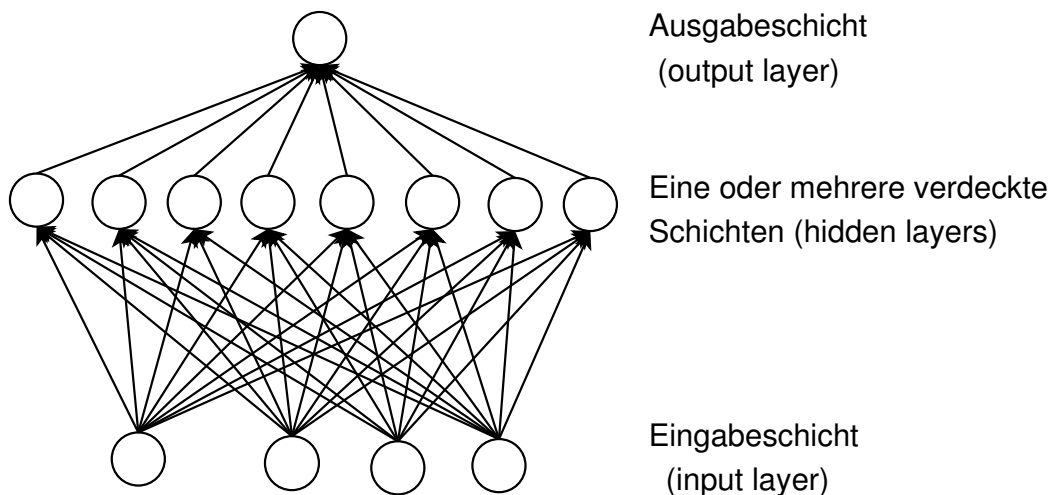 Ausgabeschicht
(output layer)
Eine oder mehrere verdeckte
Schichten (hidden layers)
Eingabeschicht
(input layer)